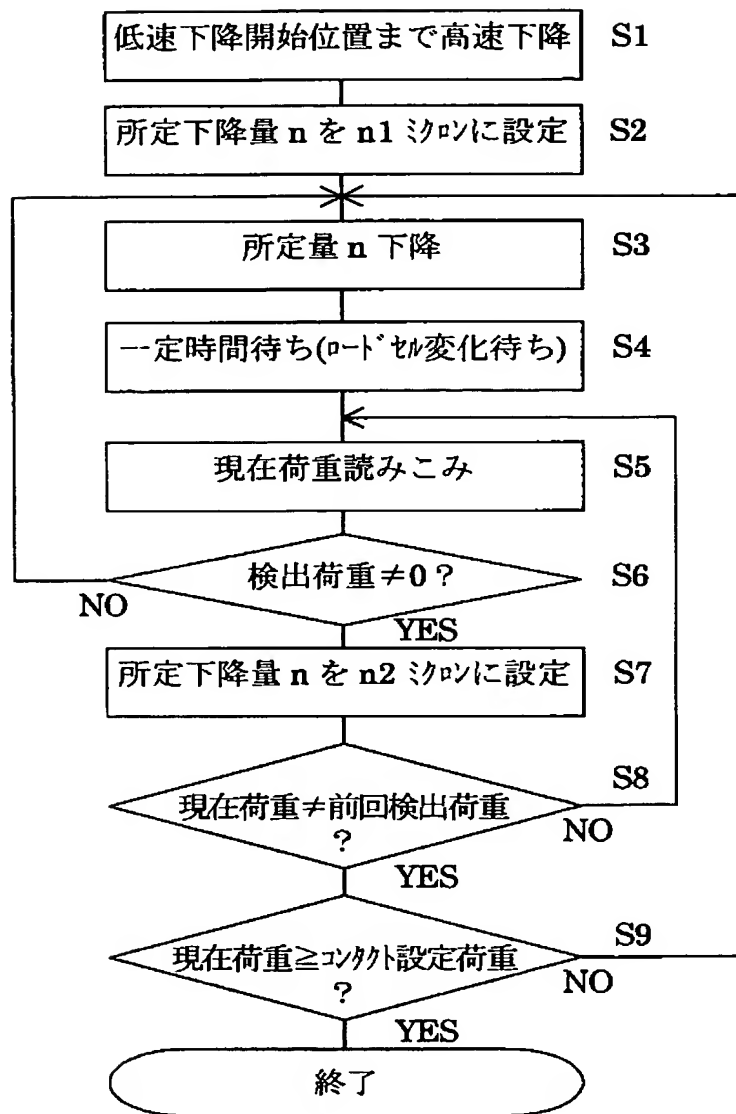 低速下降開始位置まで高速下降 S1
所定下降量 n を n1 ﾐｸﾛﾝに設定 S2
所定量 n 下降 S3
一定時間待ち(ﾛｰﾄﾞｾﾙ変化待ち) S4
現在荷重読みこみ S5
検出荷重≠0？ S6
NO
YES
所定下降量 n を n2 ﾐｸﾛﾝに設定 S7
S8
現在荷重≠前回検出荷重
？
NO
YES
S9
現在荷重≧ｺﾝﾀｸﾄ設定荷重
？
NO
YES
終了